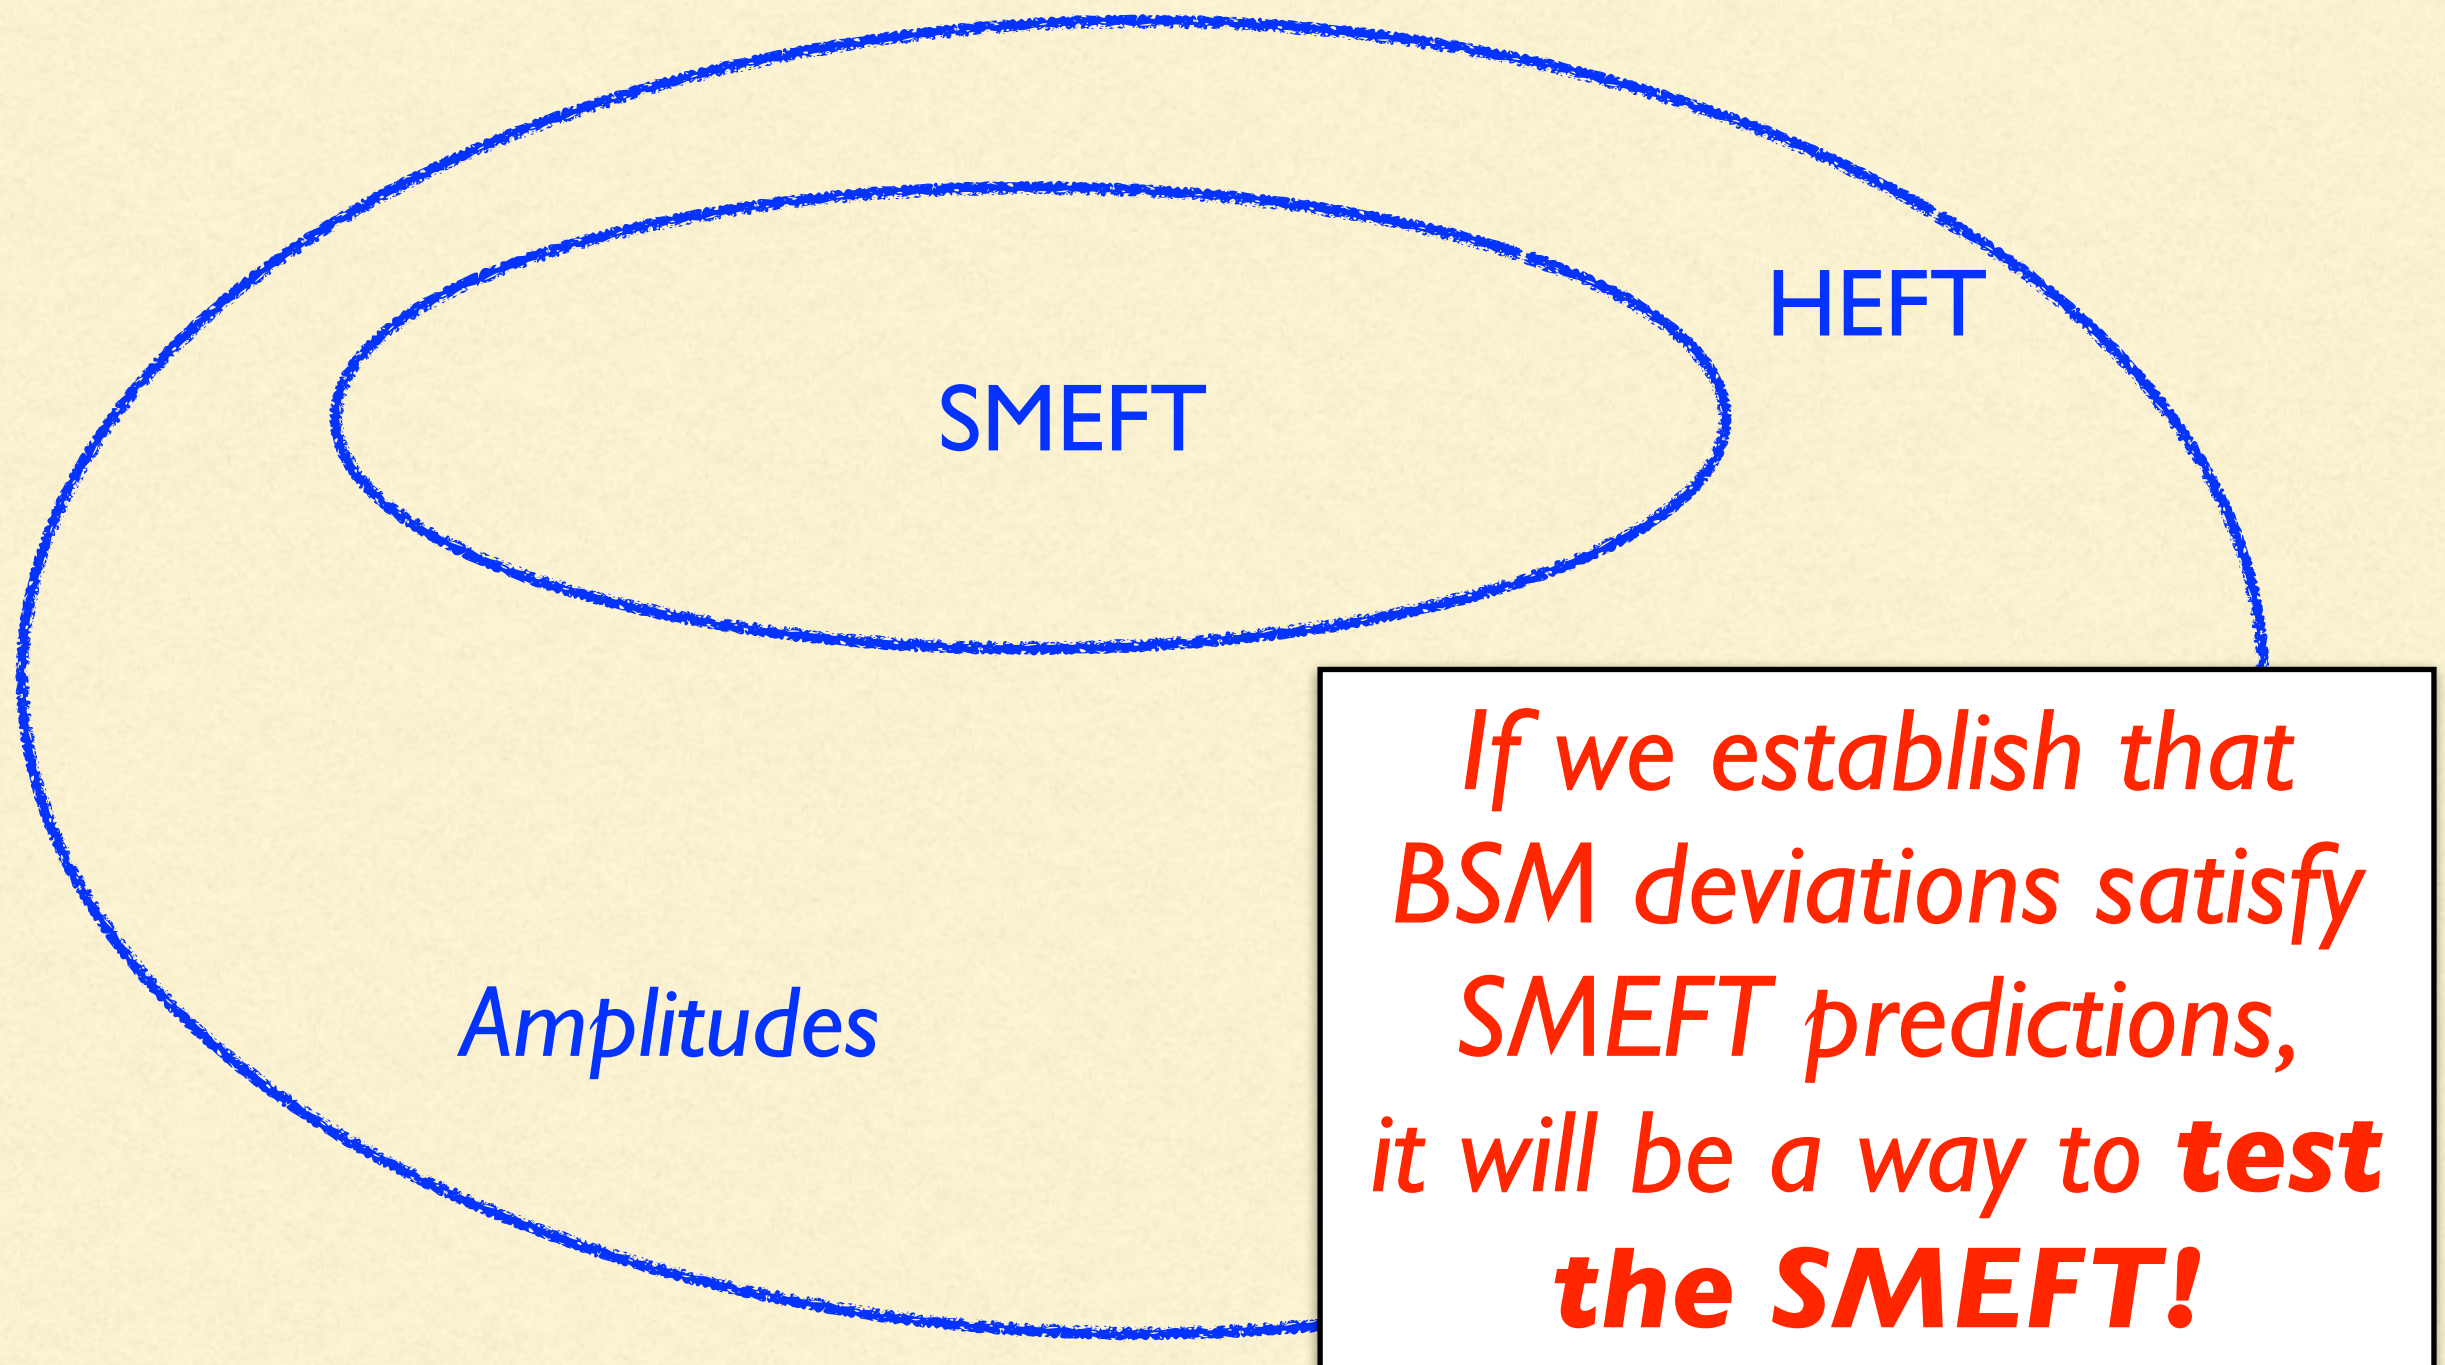 HEFT
SMEFT
If we establish that
BSM deviations satisfy
SMEFT predictions,
it will be a way to test
the SMEFT!
Amplitudes